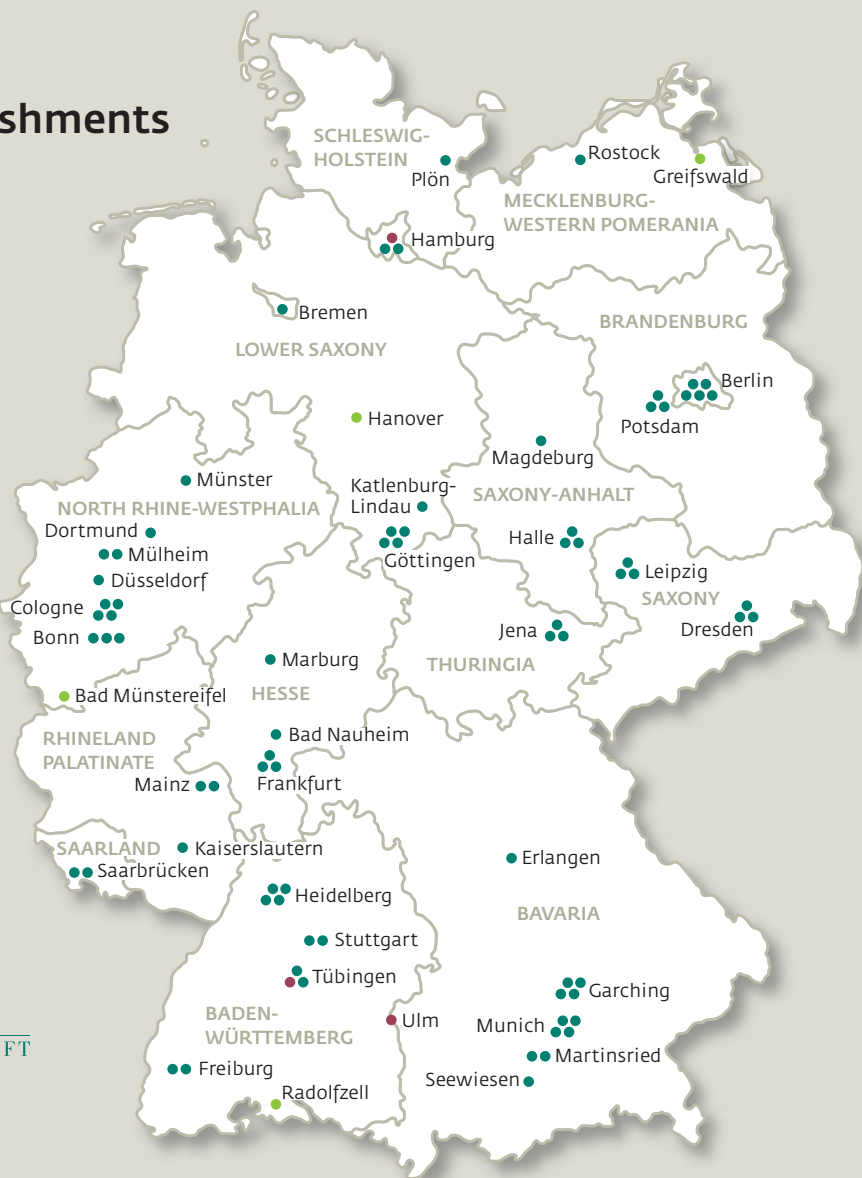 shments
SCHLESWIG-
HOLSTEIN
Plön
Rostock
Greifswald
MECKLENBURG-
WESTERN POMERANIA
Hamburg
Bremen
LOWER SAXONY
BRANDENBURG
Berlin
Potsdam
Hanover
Magdeburg
Münster
Katlenburg-
Lindau
SAXONY-ANHALT
NORTH RHINE-WESTPHALIA
Dortmund
Mülheim
Göttingen
Halle
Leipzig
Düsseldorf
SAXONY
Cologne
Bonn
Jena
Dresden
Marburg
THURINGIA
HESSE
Bad Münstereifel
Bad Nauheim
RHINELAND
PALATINATE
Mainz
Frankfurt
SAARLAND
Kaiserslautern
Saarbrücken
Erlangen
Heidelberg
BAVARIA
Stuttgart
Tübingen
Garching
BADEN-
WÜRTTEMBERG
Ulm
Munich
FT
Martinsried
Freiburg
Seewiesen
Radolfzell